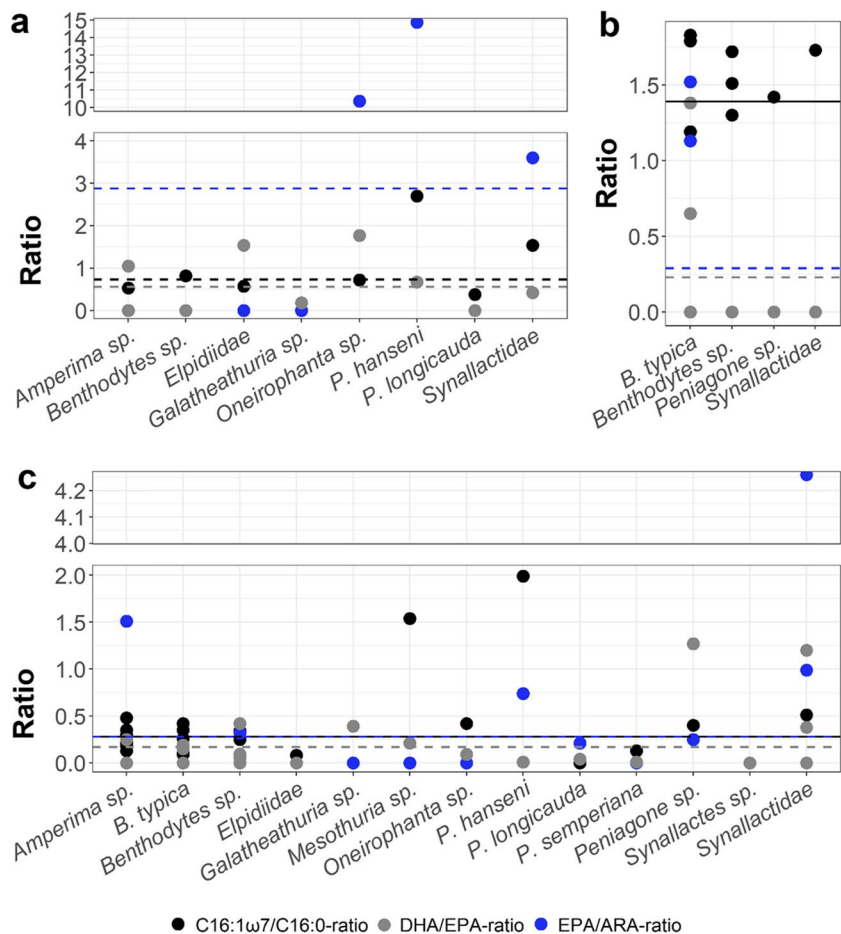 a
15
14
13
12
11
10
4
3
2
1
0
Ratio
Amperima sp.
Benthodytes sp.
Elpidiidae
Galatheathuria sp.
Oneirophanta sp.
P. hanseni
P. longicauda
Synallactidae
b
1.5
1.0
0.5
0.0
B. typica
Benthodytes sp.
Peniagone sp.
Synallactidae
c
4.2
4.1
4.0
2.0
1.5
1.0
0.5
0.0
Ratio
Amperima sp.
B. typica
Benthodytes sp.
Elpidiidae
Galatheathuria sp.
Mesothuria sp.
Oneirophanta sp.
P. hanseni
P. longicauda
P. semperiana
Peniagone sp.
Synallactes sp.
Synallactidae
C16:1ω7/C16:0-ratio DHA/EPA-ratio EPA/ARA-ratio